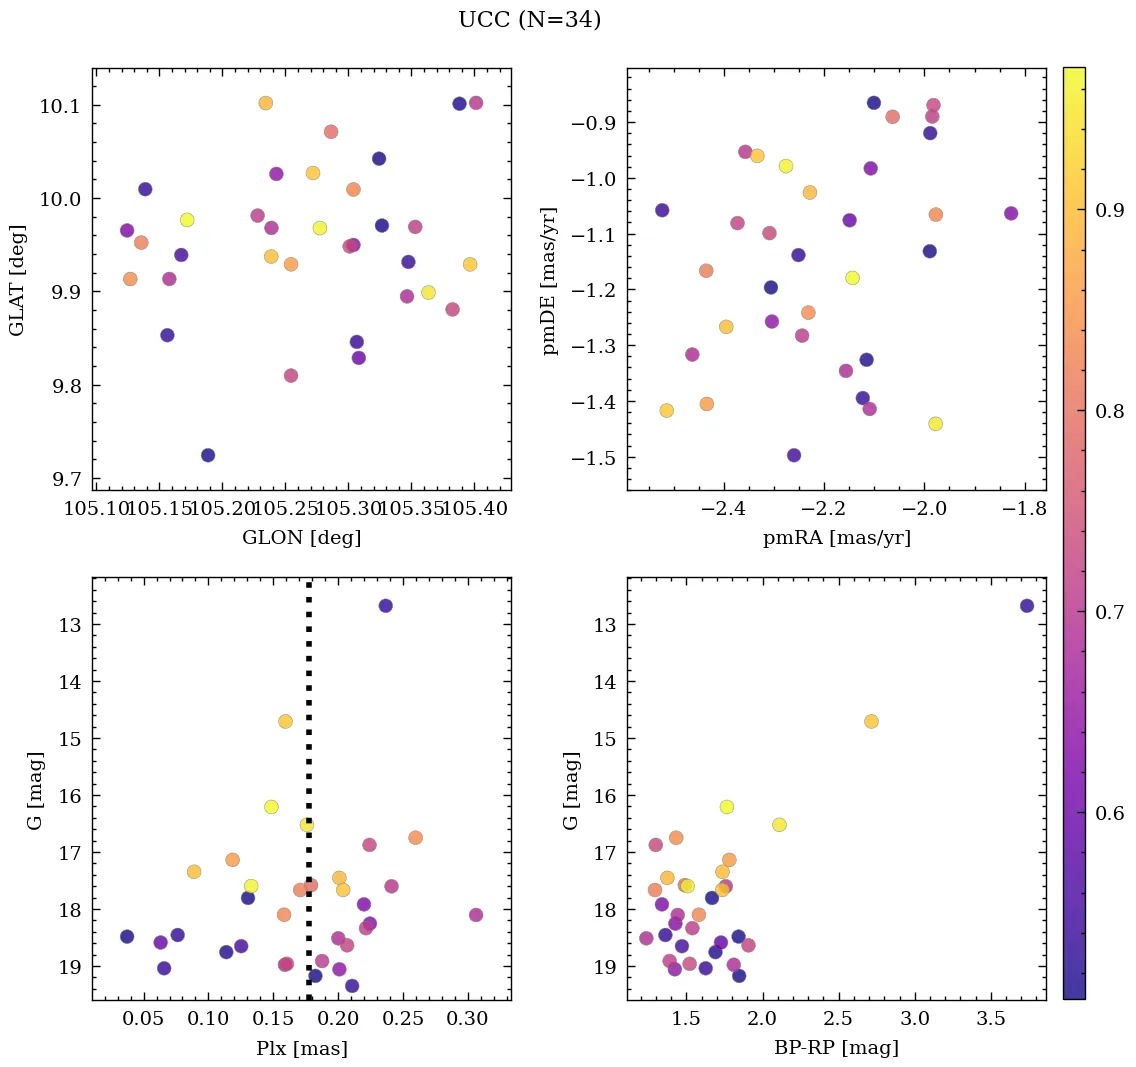 UCC (N=34)
10.1
10.0
9.9
9.8
9.7
GLAT [deg]
105.10 105.15 105.20 105.25 105.30 105.35 105.40
GLON [deg]
−0.9
−1.0
−1.1
−1.2
−1.3
−1.4
−1.5
pmDE [mas/yr]
−2.4 −2.2 −2.0 −1.8
pmRA [mas/yr]
0.9
0.8
0.7
0.6
13
14
15
16
17
18
19
G [mag]
0.05 0.10 0.15 0.20 0.25 0.30
Plx [mas]
13
14
15
16
17
18
19
G [mag]
1.5 2.0 2.5 3.0 3.5
BP-RP [mag]